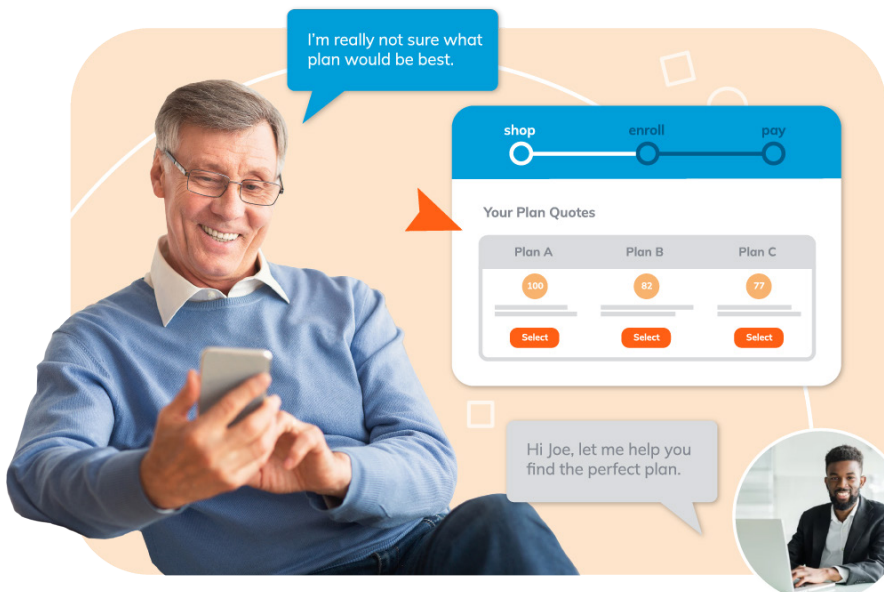 I'm really not sure what
plan would be best.
shop enroll pay
Your Plan Quotes
Plan A Plan B Plan C
100 82 77
Select Select Select
Hi Joe, let me help you
find the perfect plan.